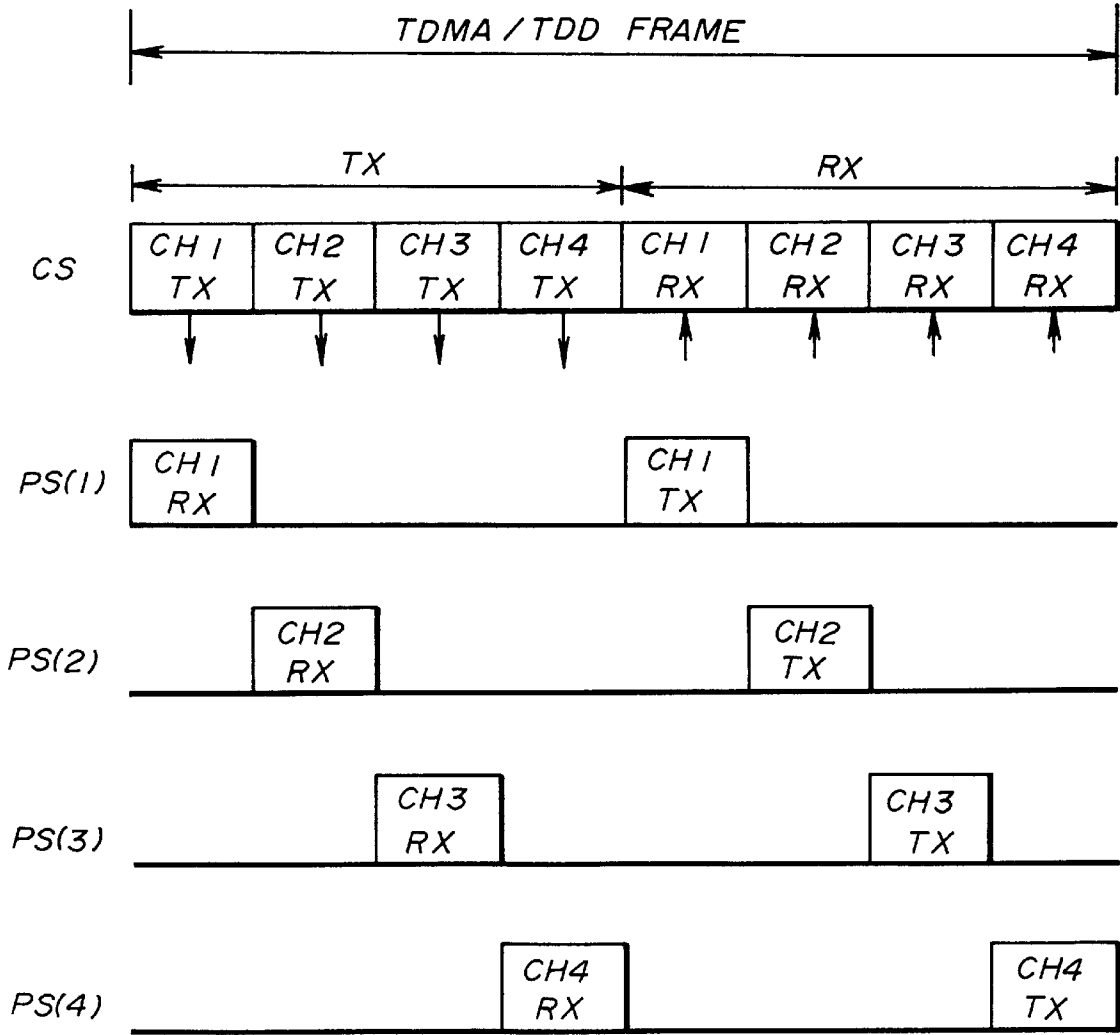 TDMA / TDD FRAME
TX RX
CH1 CH2 CH3 CH4 CH1 CH2 CH3 CH4
CS
TX TX TX TX RX RX RX RX
CH1 CH1
PS(1)
RX TX
CH2 CH2
PS(2)
RX TX
CH3 CH3
PS(3)
RX TX
CH4 CH4
PS(4)
RX TX